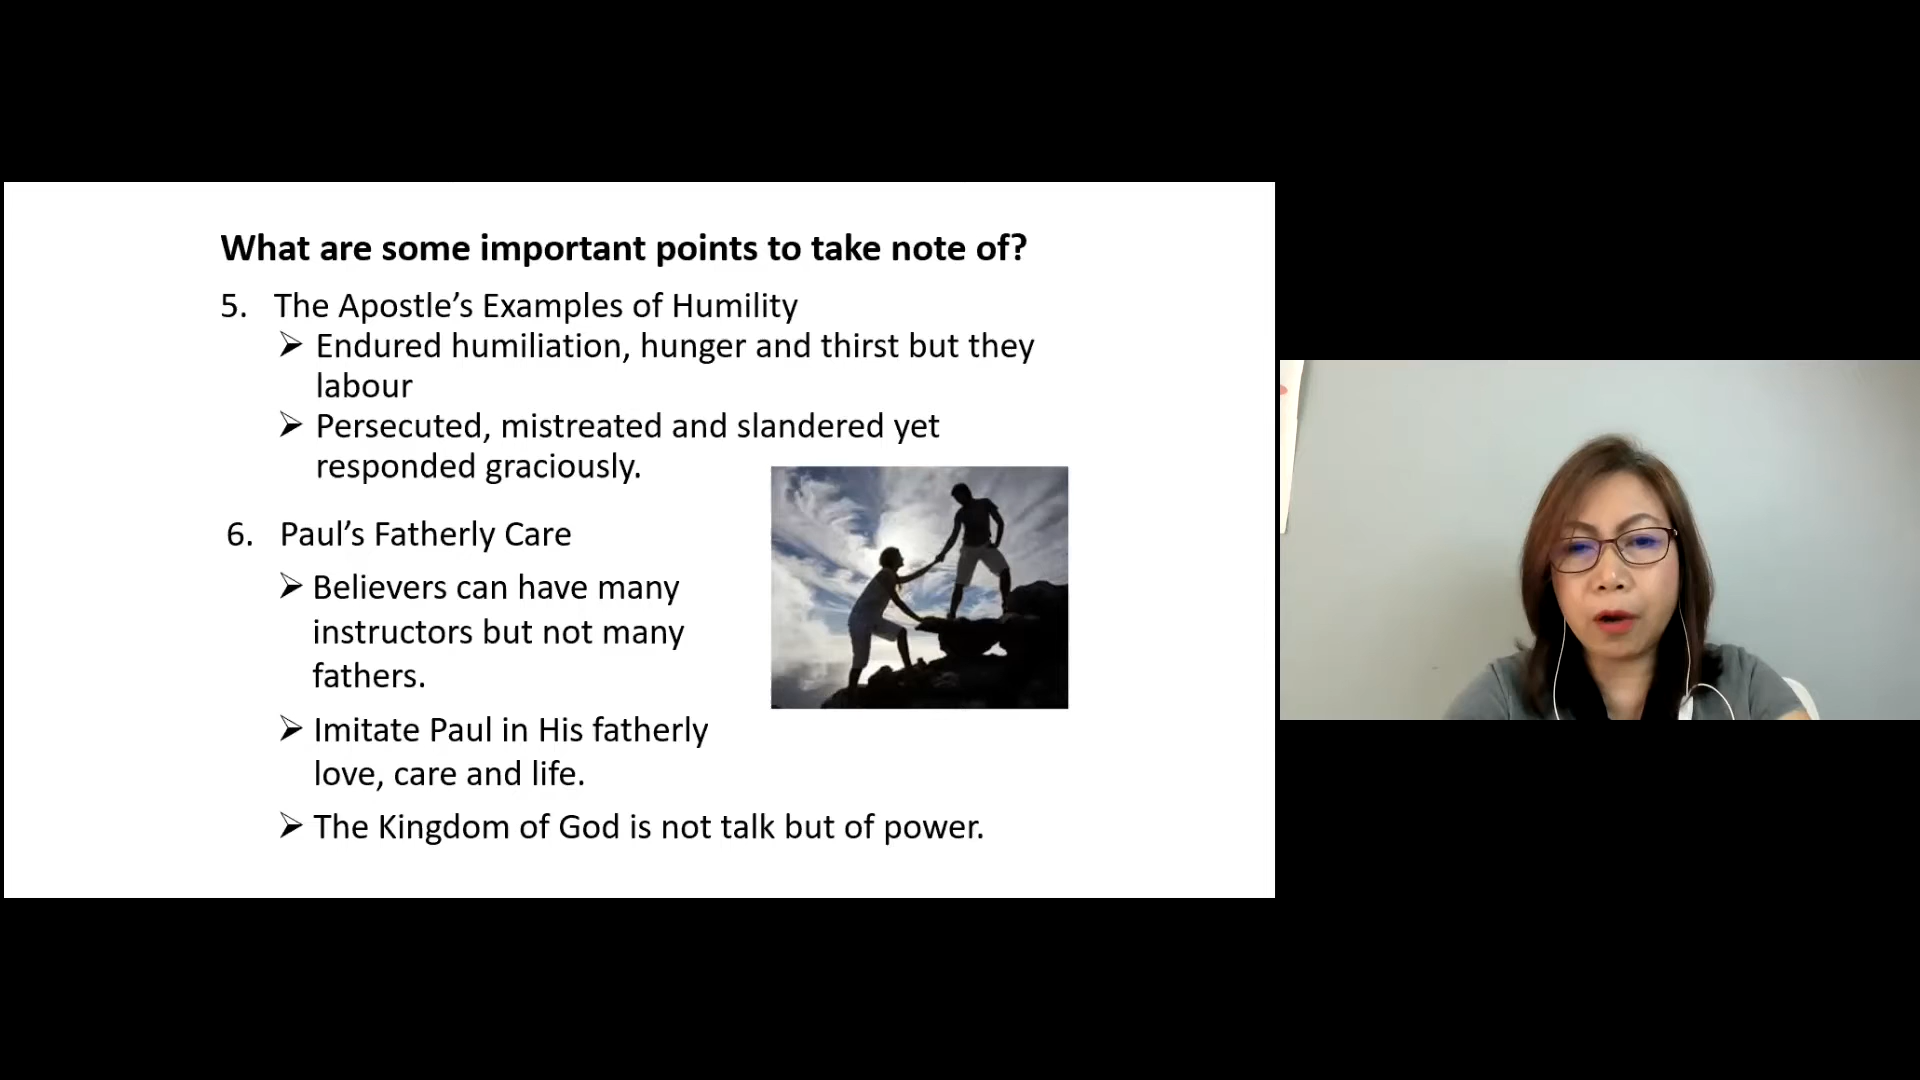 What are some important points to take note of?
5. The Apostle's Examples of Humility
➢ Endured humiliation, hunger and thirst but they
labour
➢ Persecuted, mistreated and slandered yet
responded graciously.
6. Paul's Fatherly Care
➢ Believers can have many
instructors but not many
fathers.
➢ Imitate Paul in His fatherly
love, care and life.
➢ The Kingdom of God is not talk but of power.